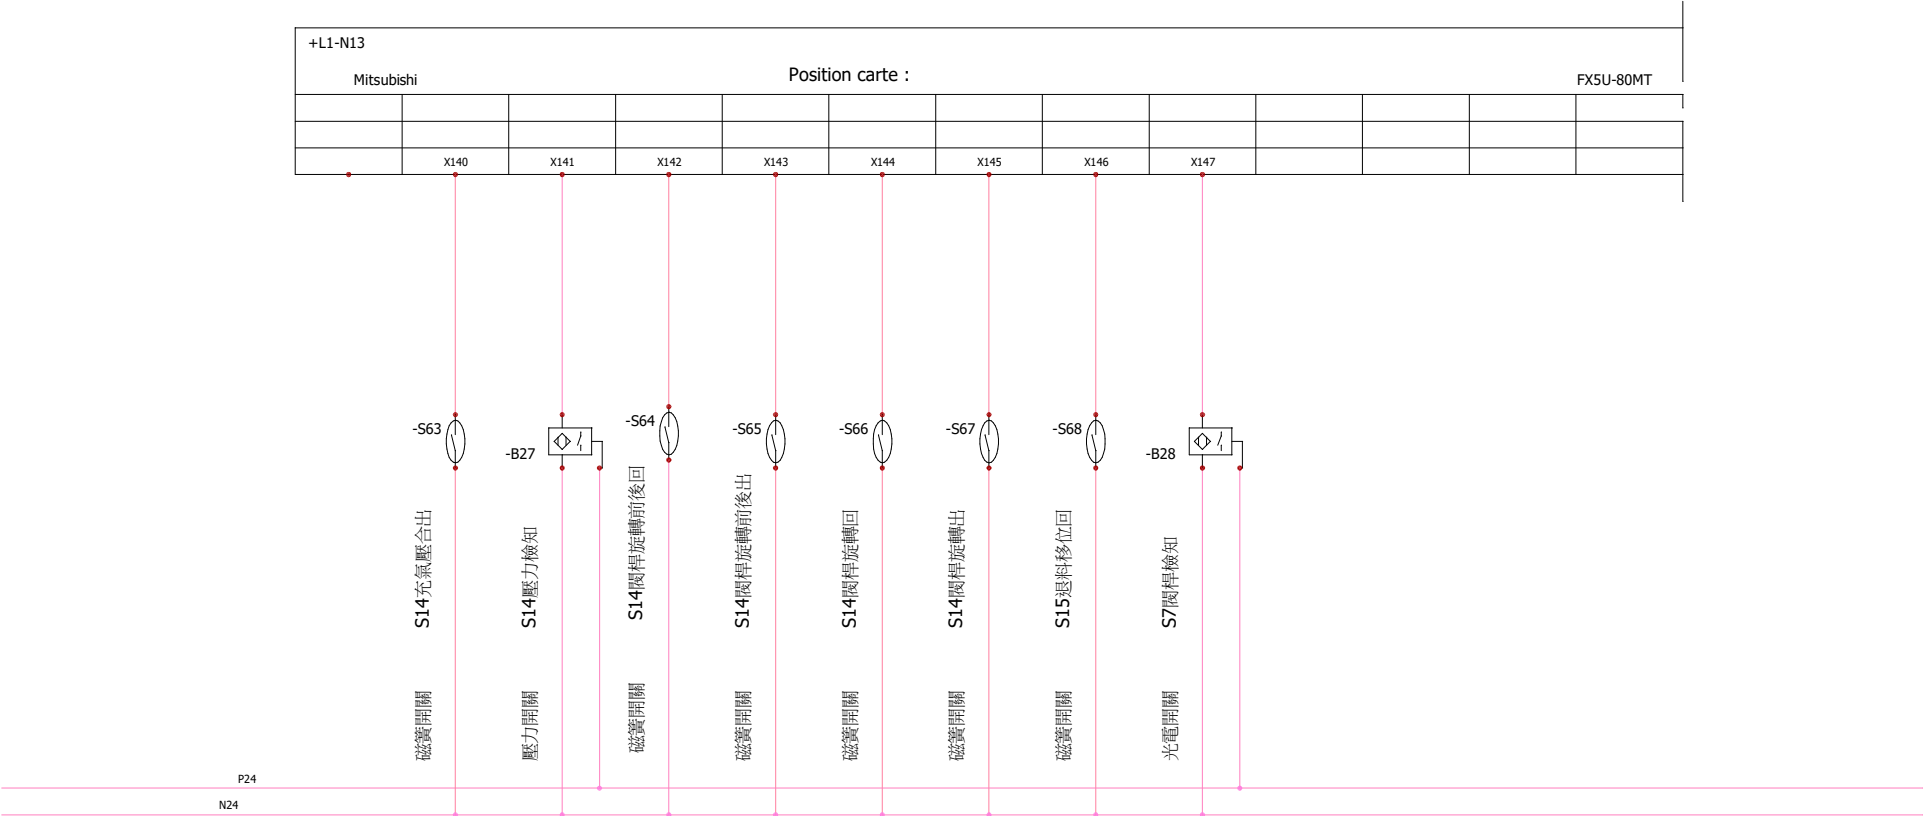 +L1-N13
Mitsubishi
Position carte :
FX5U-80MT
X140
X141
X142
X143
X144
X145
X146
X147
-S63
-B27
-S64
-S65
-S66
-S67
-S68
-B28
S14充氣壓合出
S14壓力檢知
S14閥桿旋轉前後回
S14閥桿旋轉前後出
S14閥桿旋轉回
S14閥桿旋轉出
S15退料移位回
S7閥桿檢知
磁簧開關
壓力開關
磁簧開關
磁簧開關
磁簧開關
磁簧開關
磁簧開關
光電開關
P24
N24